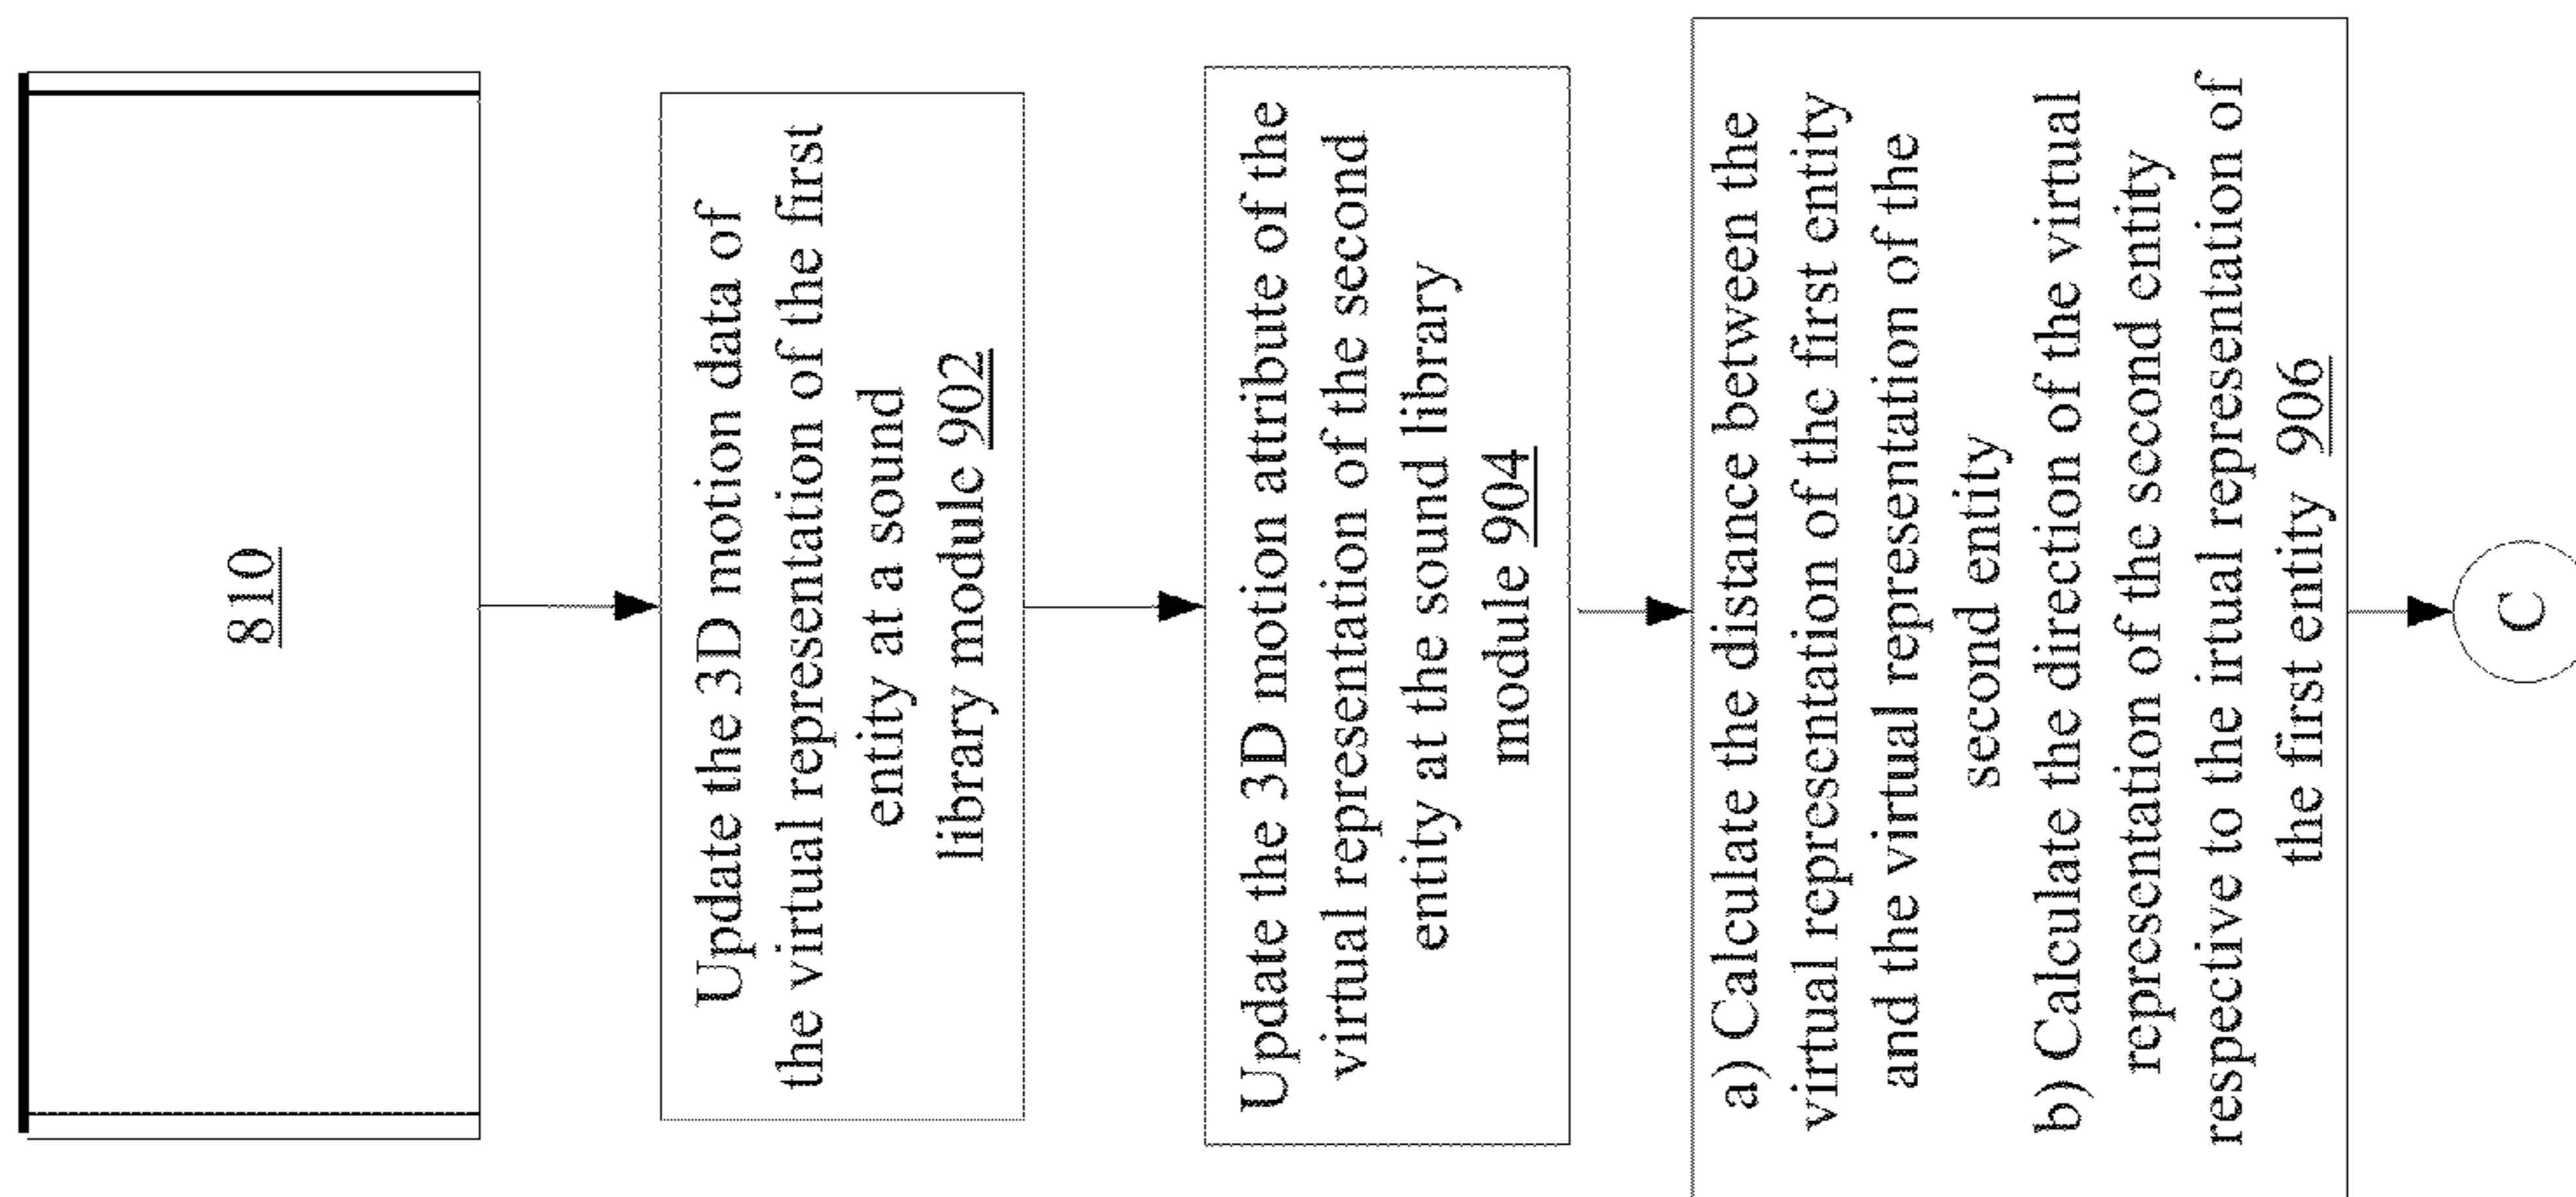 810
Update the 3D motion data of
the virtual representation of the first
entity at a sound
library module 902
Update the 3D motion attribute of the
virtual representation of the second
entity at the sound library
module 904
a) Calculate the distance between the
virtual representation of the first entity
and the virtual representation of the
second entity
b) Calculate the direction of the virtual
representation of the second entity
respective to the irtual representation of
the first entity 906
C